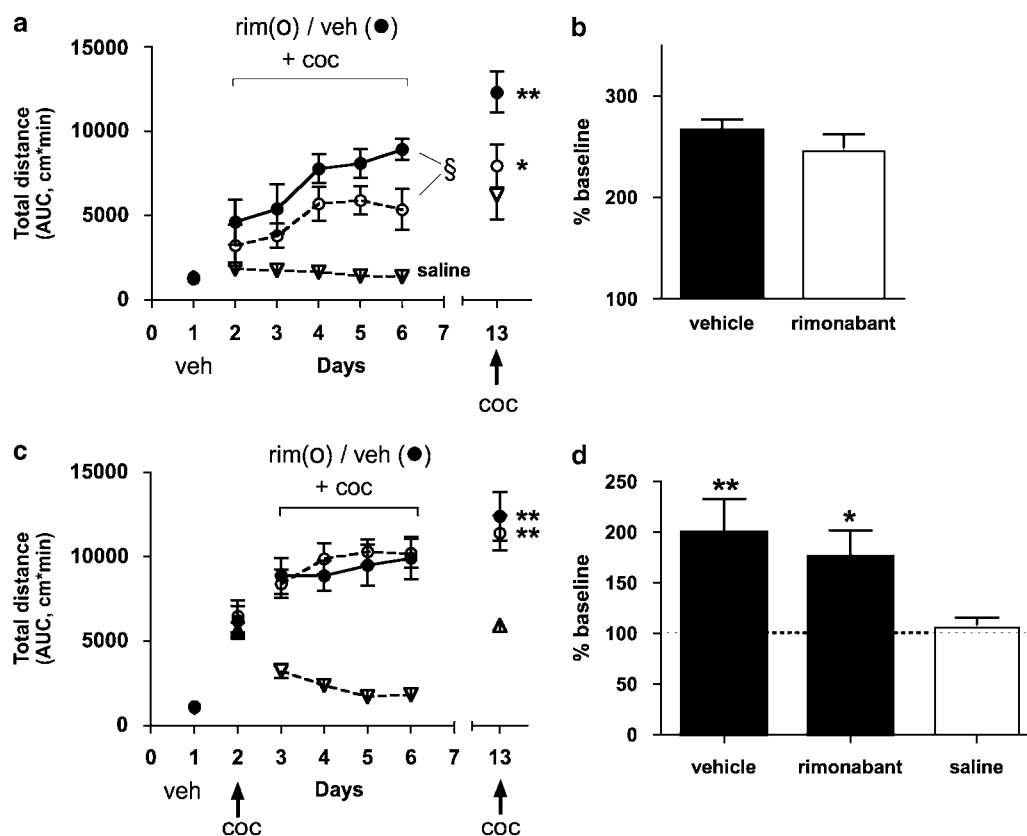 a
rim(O) / veh (●)
+ coc
15000
10000
5000
0
Total distance
(AUC, cm*min)
**
*
§
§
saline
0 1 2 3 4 5 6 7 13
veh Days
coc
b
300
200
100
% baseline
vehicle rimonabant
c
rim(O) / veh (●)
+ coc
15000
10000
5000
0
Total distance
(AUC, cm*min)
**
**
0 1 2 3 4 5 6 7 13
veh Days
coc coc
d
250
200
150
100
50
0
% baseline
**
*
vehicle rimonabant saline